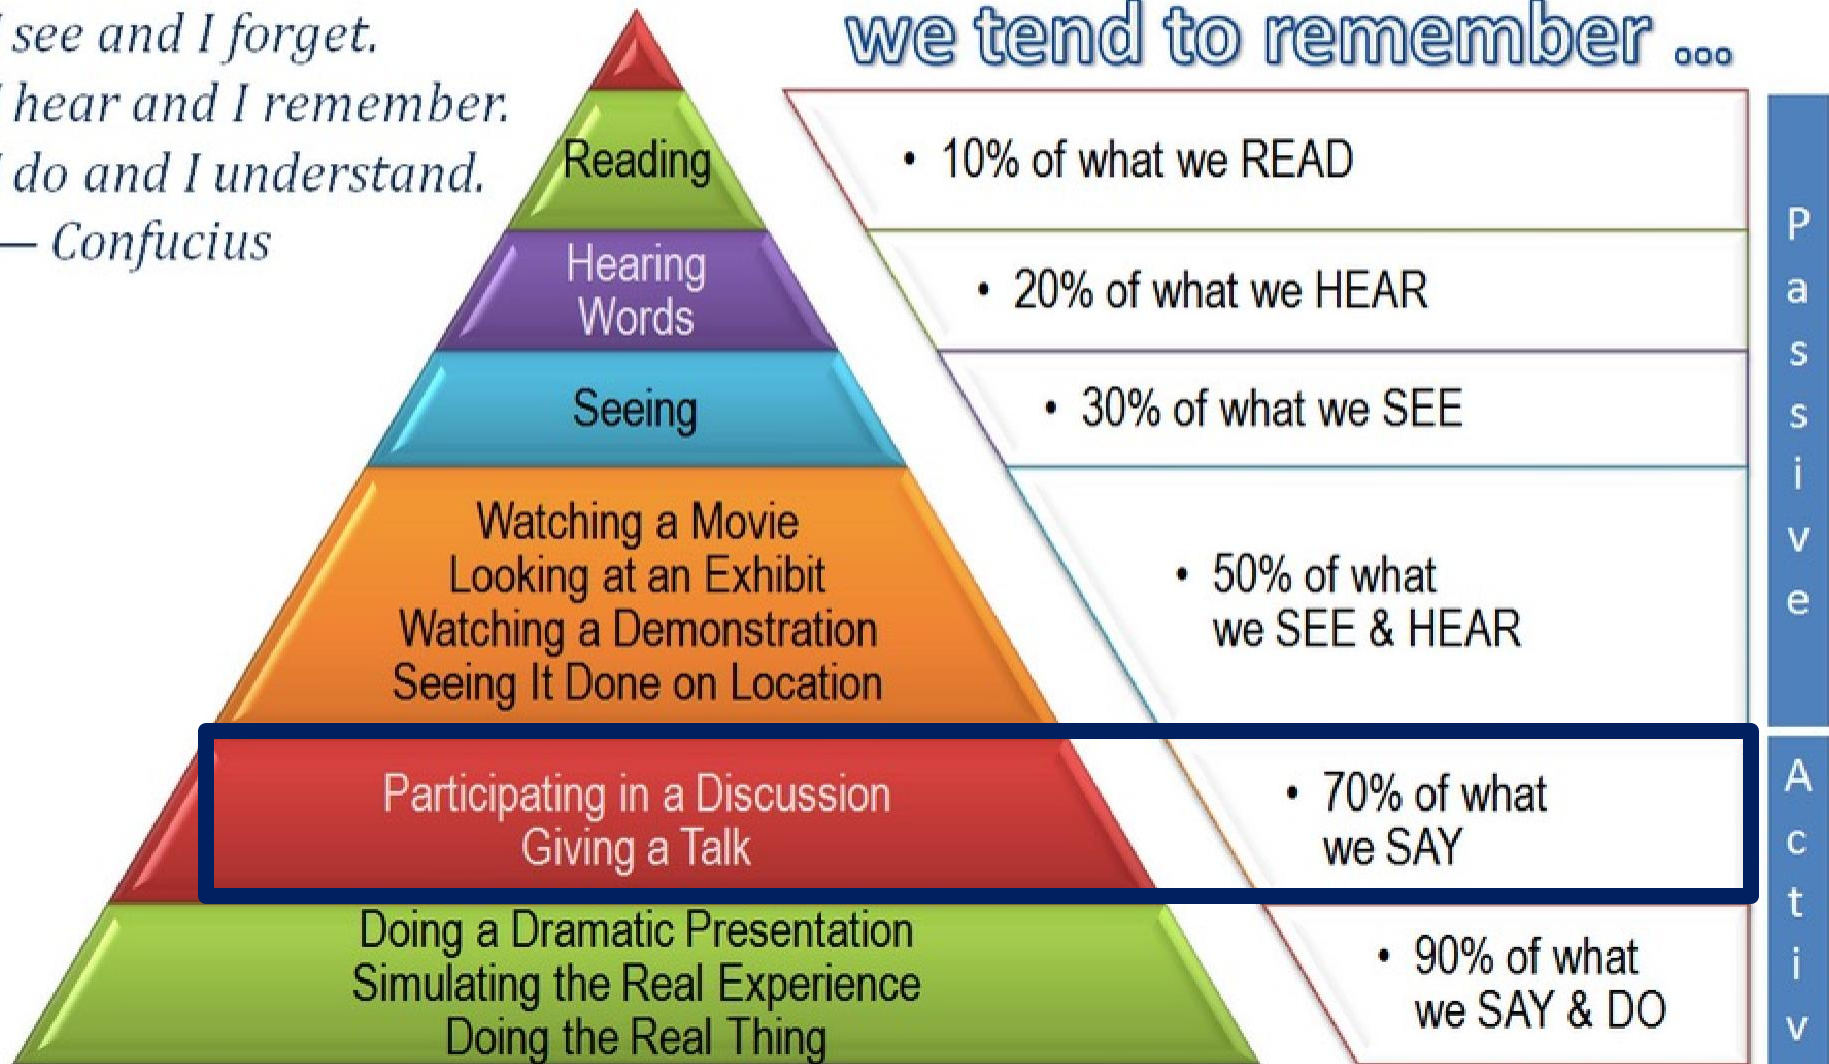 I see and I forget.
I hear and I remember.
I do and I understand.
— Confucius
we tend to remember ...
Reading
• 10% of what we READ
Hearing
Words
• 20% of what we HEAR
Seeing
• 30% of what we SEE
Watching a Movie
Looking at an Exhibit
Watching a Demonstration
Seeing It Done on Location
• 50% of what
we SEE & HEAR
Participating in a Discussion
Giving a Talk
• 70% of what
we SAY
Doing a Dramatic Presentation
Simulating the Real Experience
Doing the Real Thing
• 90% of what
we SAY & DO
Passive
Activ